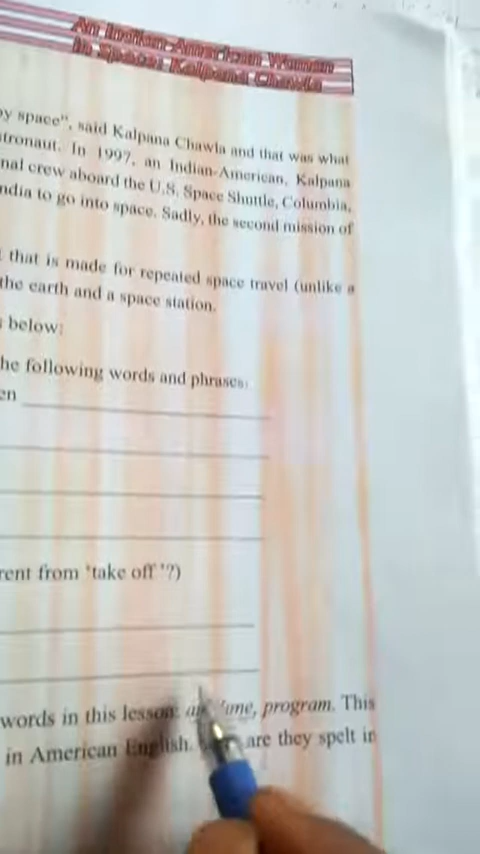 An Indian-American Woman
in Space: Kalpana Chawla
y space", said Kalpana Chawla and that was what
tronaut. In 1997, an Indian-American, Kalpana
nal crew aboard the U.S. Space Shuttle, Columbia,
ndia to go into space. Sadly, the second mission of
that is made for repeated space travel (unlike a
the earth and a space station.
below:
he following words and phrases:
en
rent from 'take off'?)
words in this lesson: program. This
in American English. are they spelt in